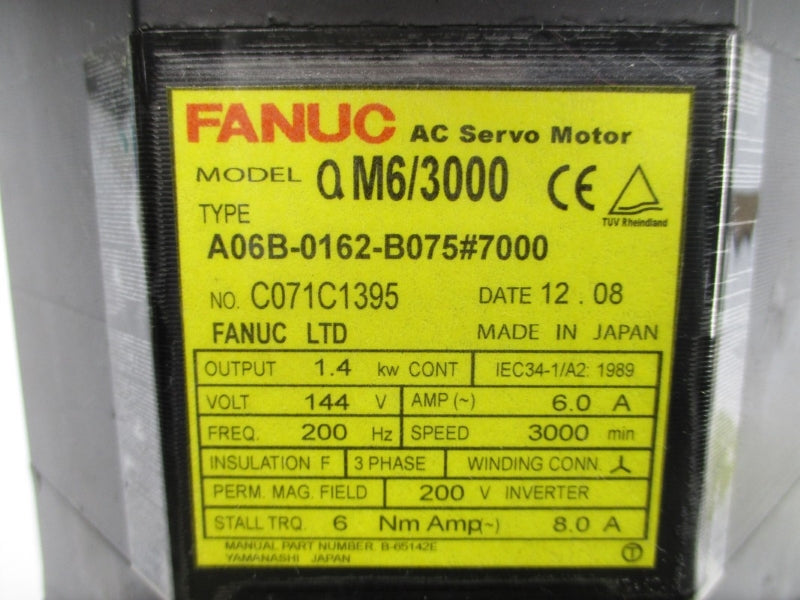 FANUC AC Servo Motor
MODEL αM6/3000 CE
TYPE
TUV Rheinland
A06B-0162-B075#7000
NO. C071C1395 DATE 12 . 08
FANUC LTD MADE IN JAPAN
OUTPUT 1.4 kw CONT IEC34-1/A2: 1989
VOLT 144 V AMP (~) 6.0 A
FREQ. 200 Hz SPEED 3000 min
INSULATION F 3 PHASE WINDING CONN.
PERM. MAG. FIELD 200 V INVERTER
STALL TRQ. 6 Nm Amp(~) 8.0 A
MANUAL PART NUMBER B-65142E
YAMANASHI JAPAN T